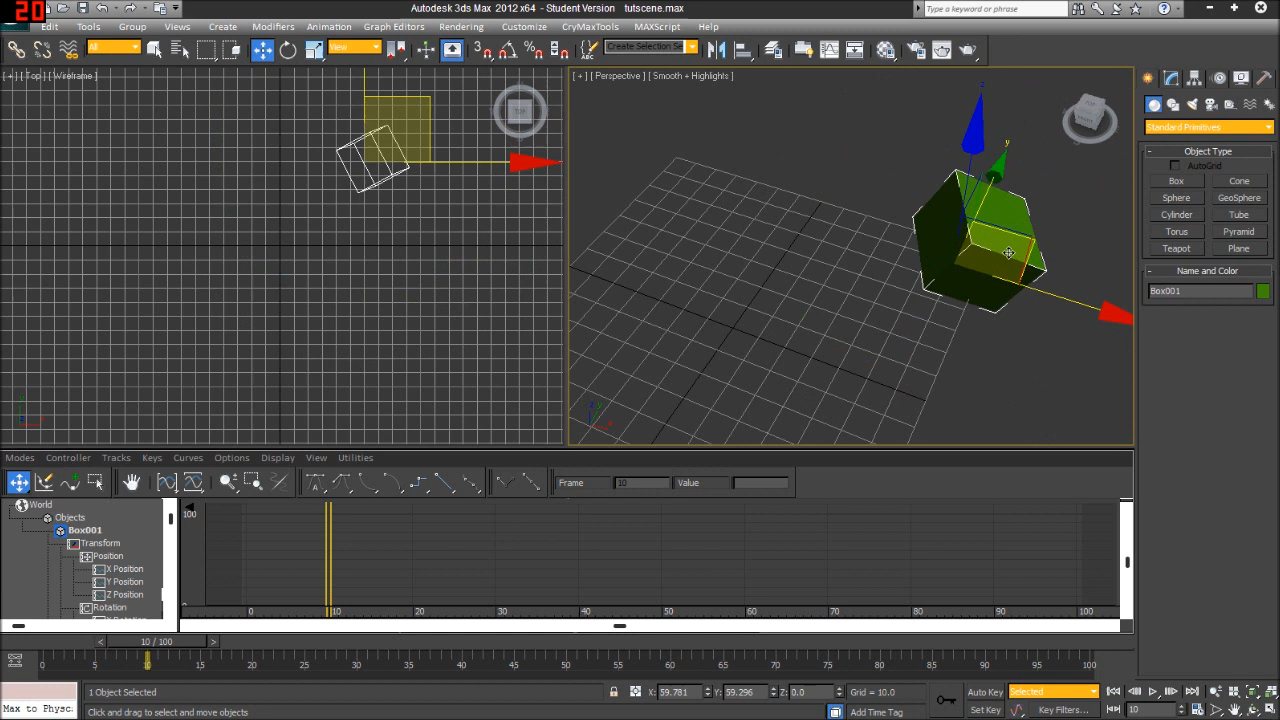 20
Autodesk 3ds Max 2012 x64 - Student Version tutscene.max
Type a keyword or phrase
Edit Tools Group Views Create Modifiers Animation Graph Editors Rendering Customize CryMaxTools MAXScript Help
All
View
Create Selection Se
ABC
[ + ] Top [ Wireframe ]
TOP
[ + ] Perspective [ Smooth + Highlights ]
z
y
Standard Primitives
Object Type
AutoGrid
Box Cone
Sphere GeoSphere
Cylinder Tube
Torus Pyramid
Teapot Plane
Name and Color
Box001
Modes Controller Tracks Keys Curves Options Display View Utilities
Frame 10 Value
World
Objects
Box001
Transform
Position
X Position
Y Position
Z Position
Rotation
100
0 10 20 30 40 50 60 70 80 90 100
< 10 / 100 >
0 5 10 15 20 25 30 35 40 45 50 55 60 65 70 75 80 85 90 95 100
1 Object Selected
X: 59.781 Y: 59.296 Z: 0.0 Grid = 10.0
Auto Key Selected
Max to Physc
Click and drag to select and move objects
Add Time Tag
Set Key Key Filters... 10